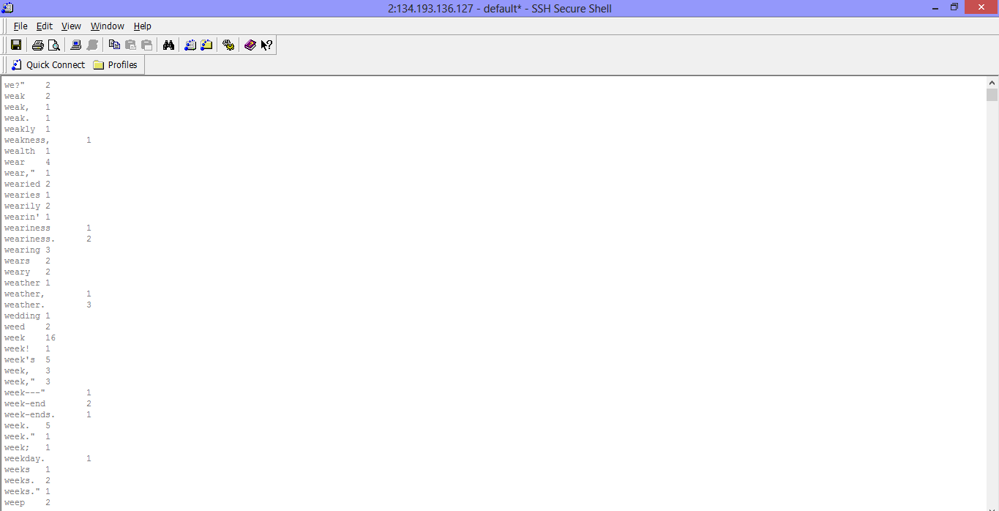 2:134.193.136.127 - default* - SSH Secure Shell
File Edit View Window Help
Quick Connect Profiles
we?" 2
weak 2
weak, 1
weak. 1
weakly 1
weakness, 1
wealth 1
wear 4
wear," 1
wearied 2
wearies 1
wearily 2
wearin' 1
weariness 1
weariness. 2
wearing 3
wears 2
weary 2
weather 1
weather, 1
weather. 3
wedding 1
weed 2
week 16
week! 1
week's 5
week, 3
week," 3
week---" 1
week-end 2
week-ends. 1
week. 5
week." 1
week; 1
weekday. 1
weeks 1
weeks. 2
weeks." 1
weep 2